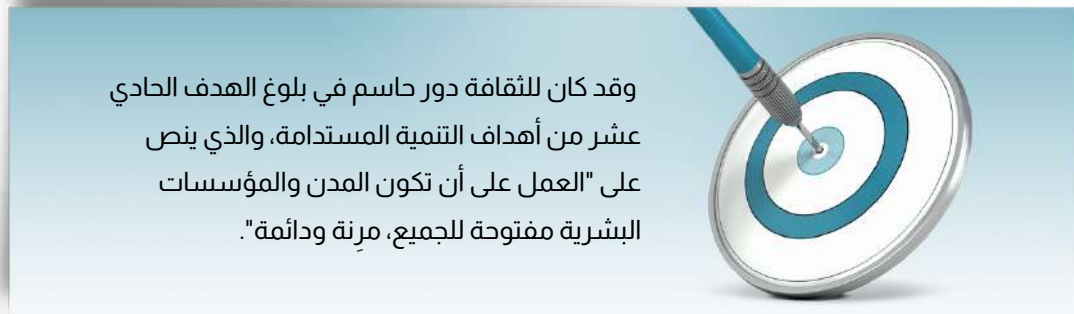 وقد كان للثقافة دور حاسم في بلوغ الهدف الحادي
عشر من أهداف التنمية المستدامة، والذي ينص
على "العمل على أن تكون المدن والمؤسسات
البشرية مفتوحة للجميع، مرِنة ودائمة".